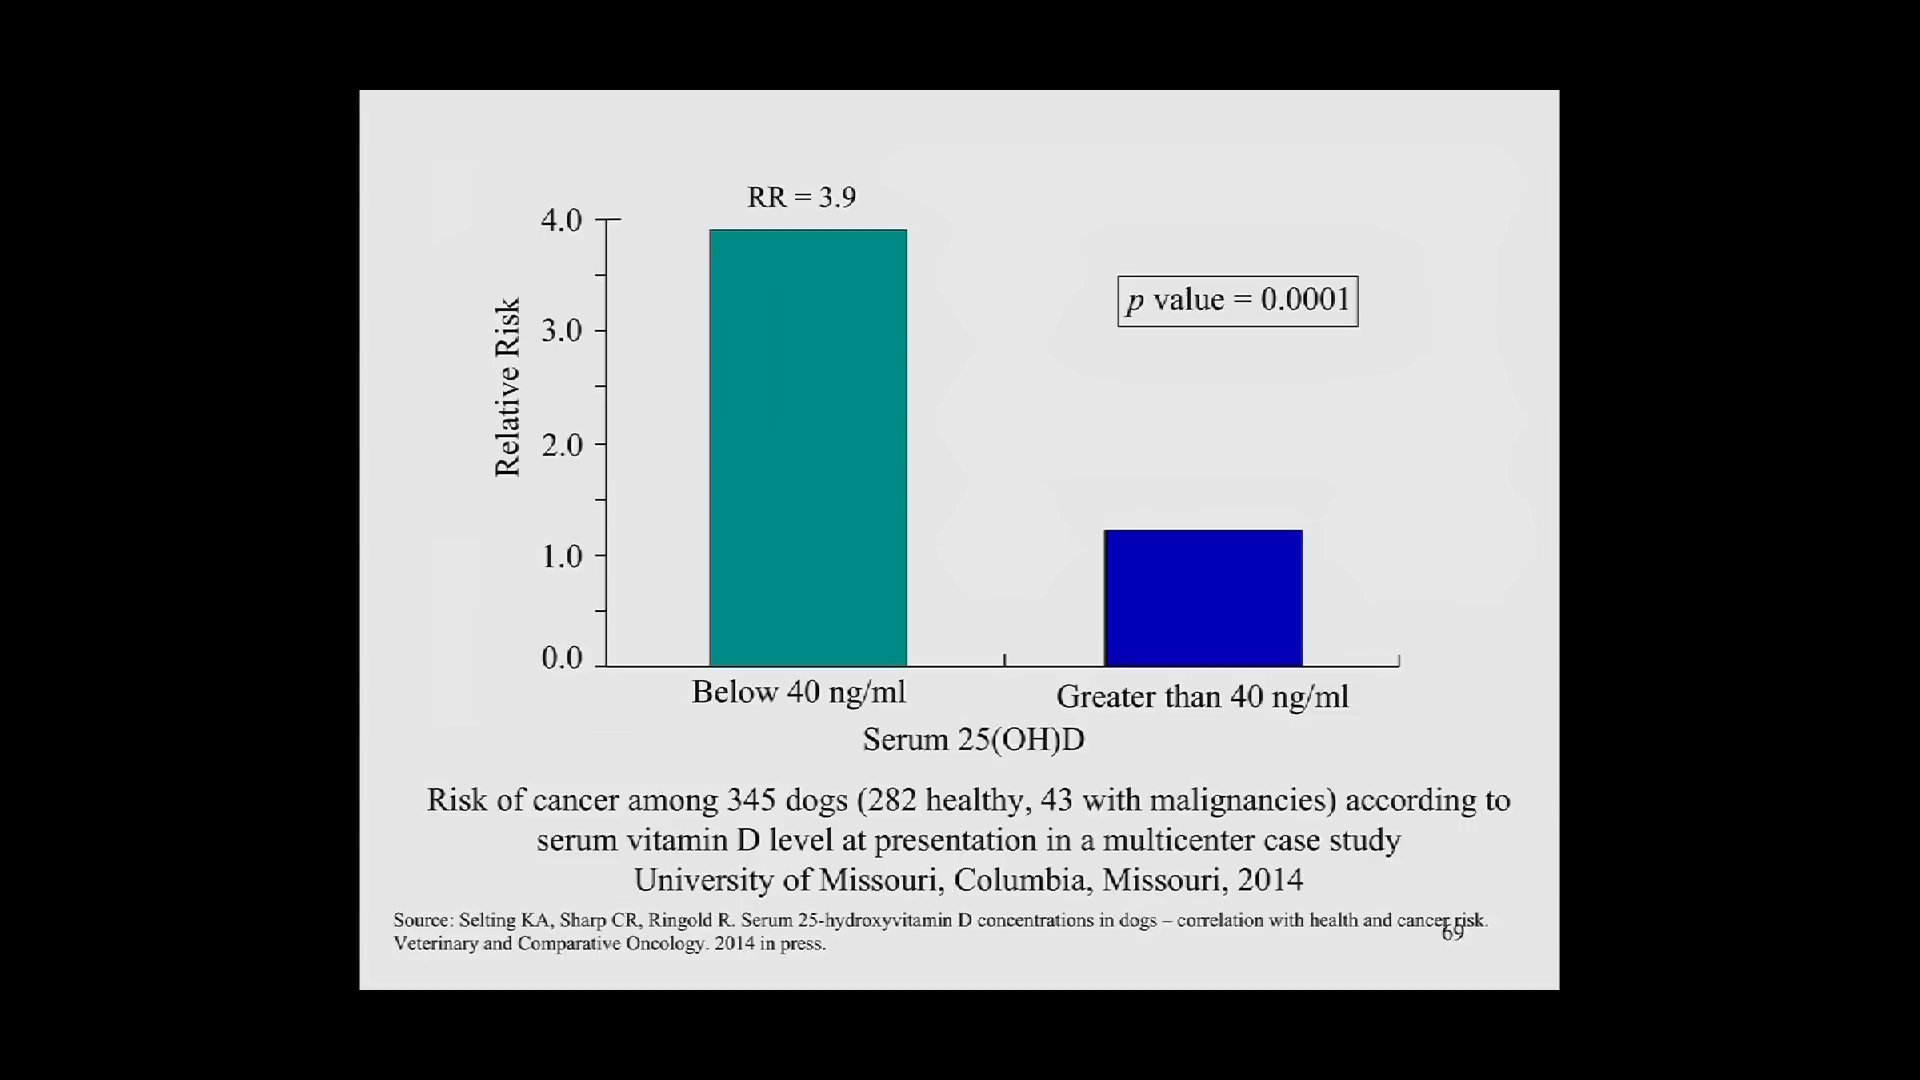 RR = 3.9
4.0
3.0
2.0
1.0
0.0
Relative Risk
p value = 0.0001
Below 40 ng/ml
Greater than 40 ng/ml
Serum 25(OH)D
Risk of cancer among 345 dogs (282 healthy, 43 with malignancies) according to
serum vitamin D level at presentation in a multicenter case study
University of Missouri, Columbia, Missouri, 2014
Source: Selting KA, Sharp CR, Ringold R. Serum 25-hydroxyvitamin D concentrations in dogs – correlation with health and cancer risk.
Veterinary and Comparative Oncology. 2014 in press.
69